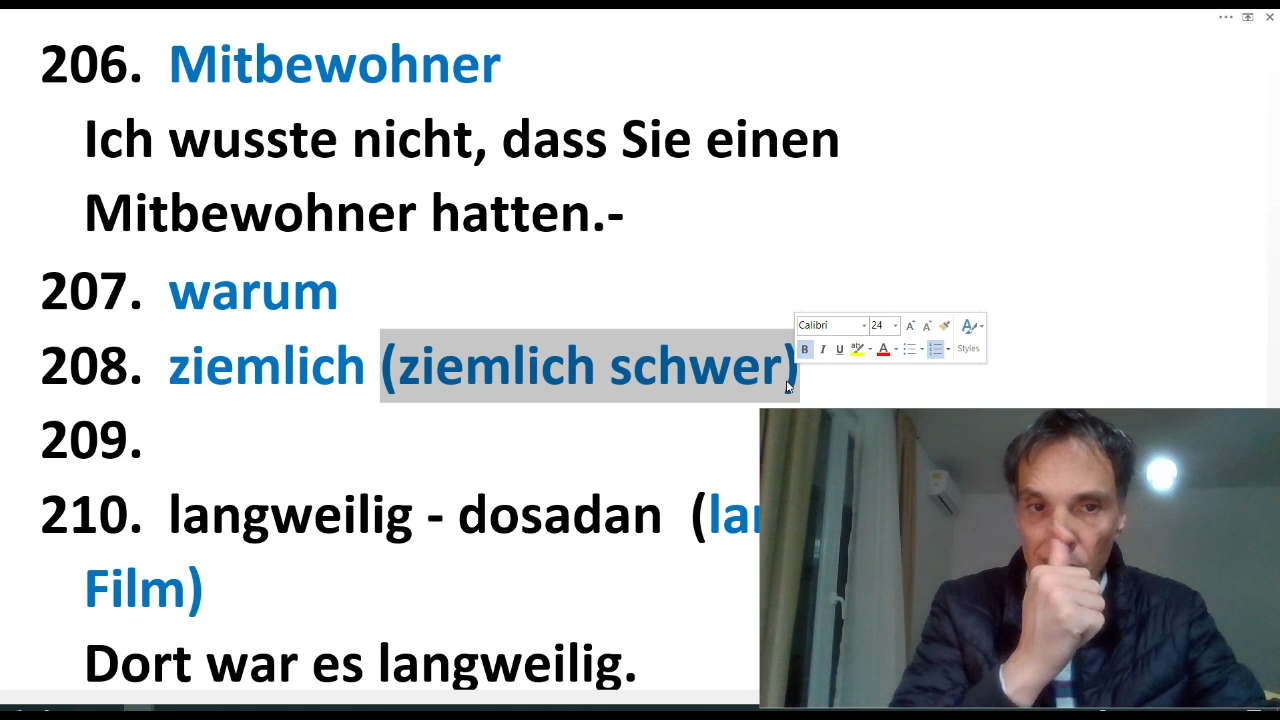 206. Mitbewohner
Ich wusste nicht, dass Sie einen
Mitbewohner hatten.-
207. warum
Calibri 24
208. ziemlich (ziemlich schwer)
B I U ab A Styles
209.
210. langweilig - dosadan (
Film)
Dort war es langweilig.